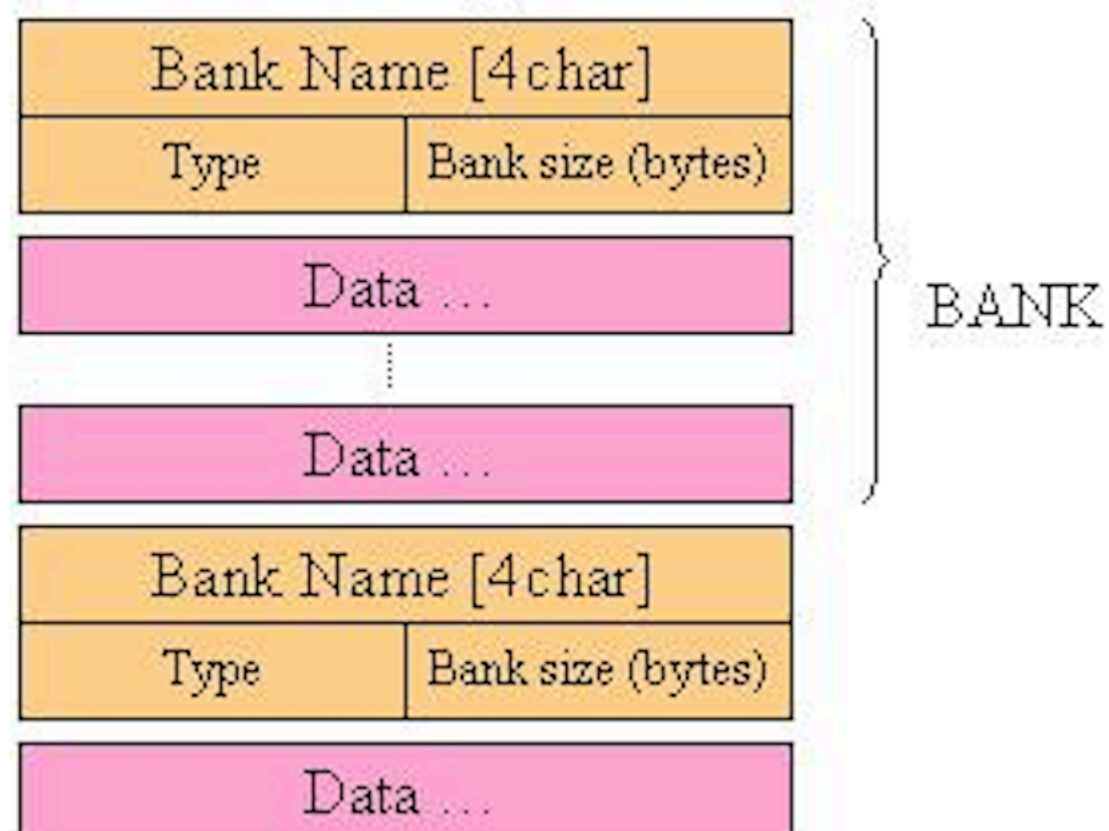 Bank Name [4char]
Type
Bank size (bytes)
Data ...
BANK
Data ...
Bank Name [4char]
Type
Bank size (bytes)
Data ...